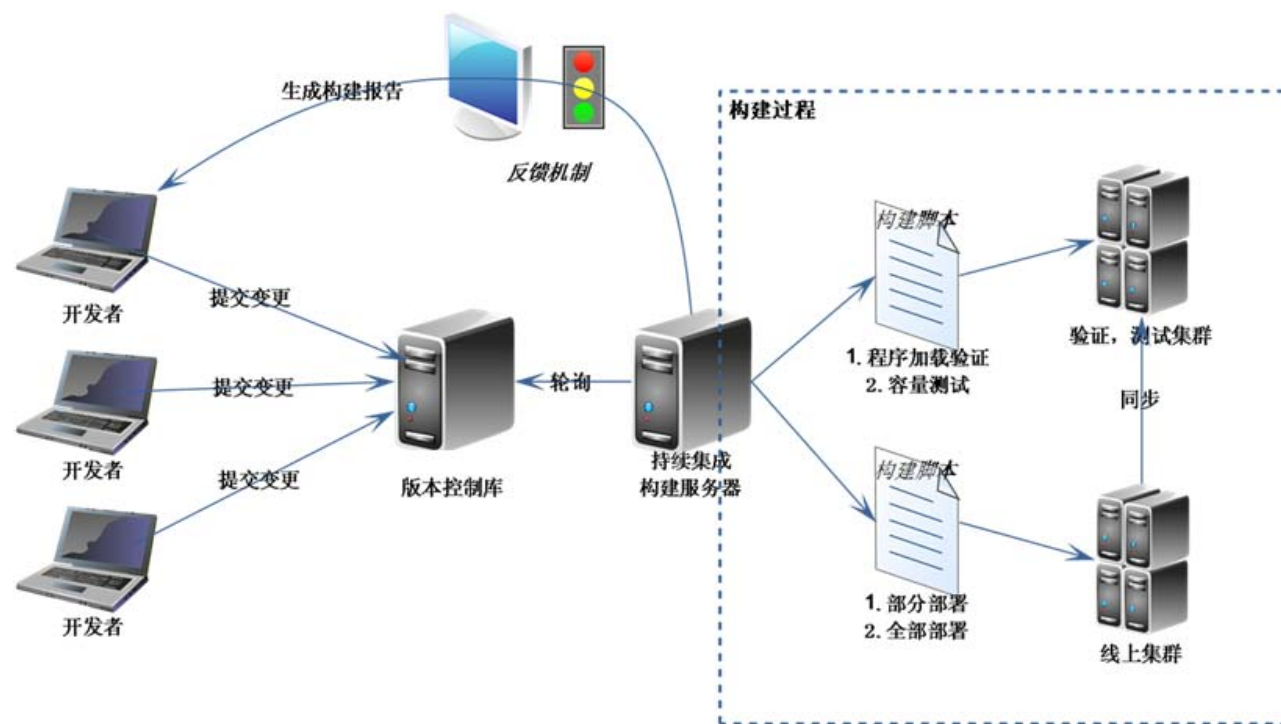 生成构建报告
反馈机制
构建过程
开发者
提交变更
开发者
提交变更
开发者
提交变更
版本控制库
轮询
持续集成
构建服务器
构建脚本
1. 程序加载验证
2. 容量测试
验证，测试集群
同步
构建脚本
1. 部分部署
2. 全部部署
线上集群